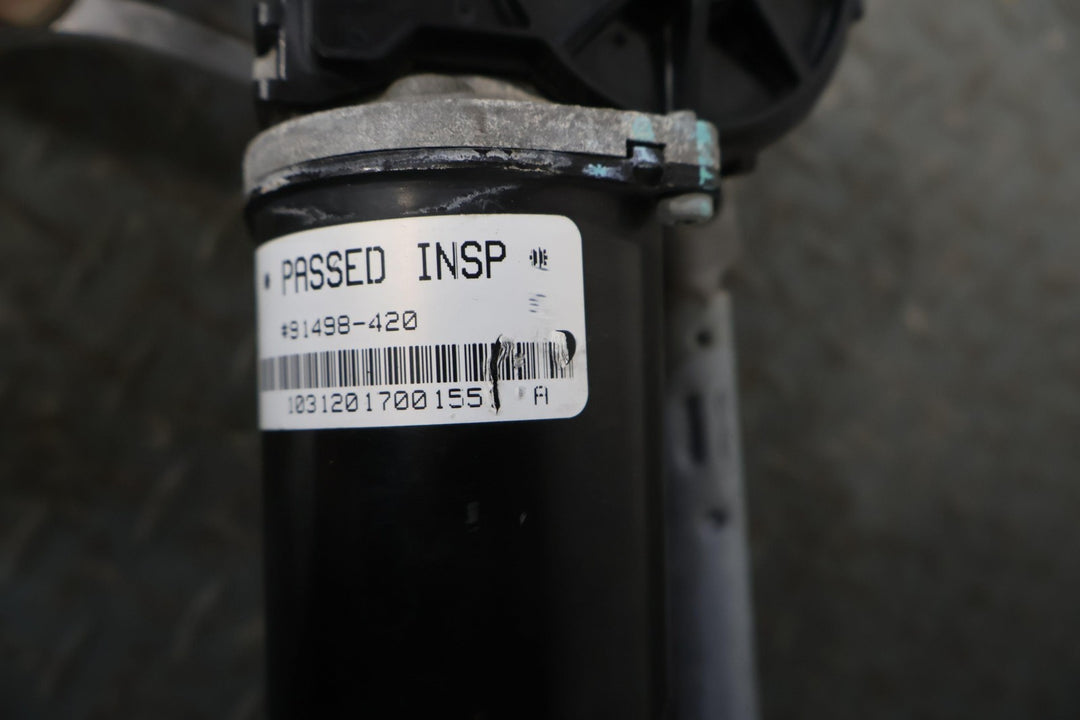 * PASSED INSP *
#91498-420
1031201700155 A